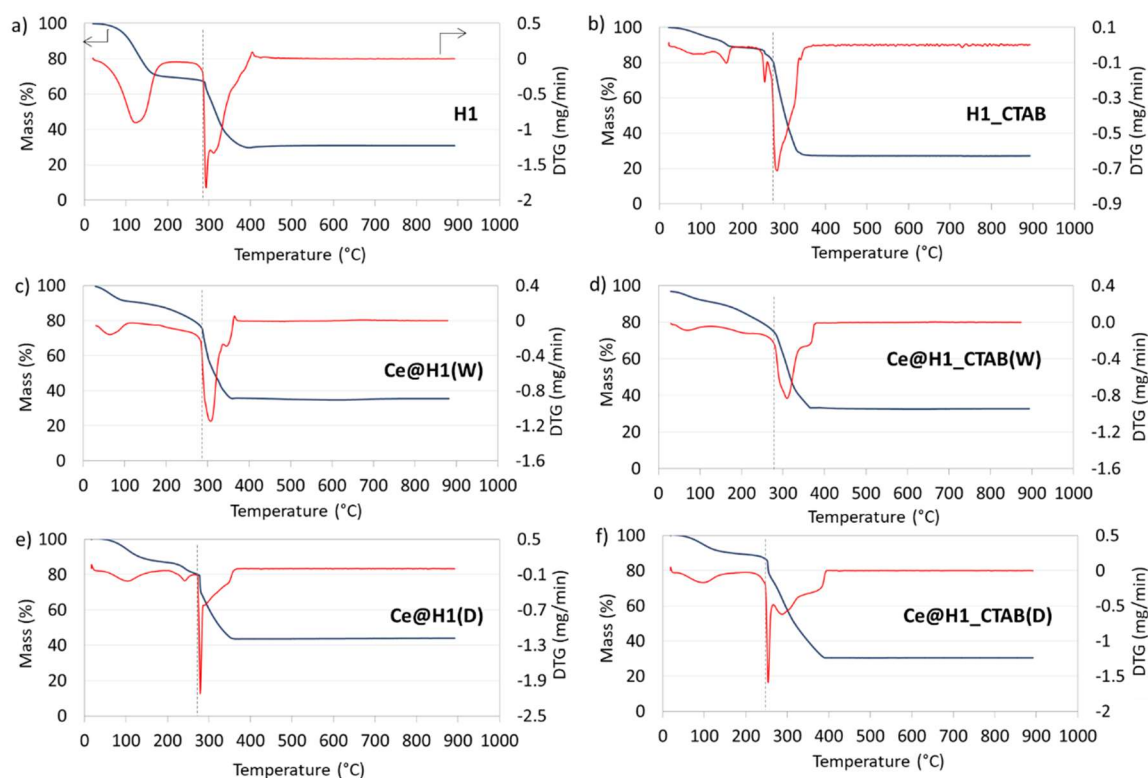 a)
100
80
60
40
20
0
Mass (%)
0 100 200 300 400 500 600 700 800 900 1000
Temperature (°C)
0.5
0
-0.5
-1
-1.5
-2
DTG (mg/min)
H1
b)
100
80
60
40
20
0
Mass (%)
0 100 200 300 400 500 600 700 800 900 1000
Temperature (°C)
0.1
-0.1
-0.3
-0.5
-0.7
-0.9
DTG (mg/min)
H1_CTAB
c)
100
80
60
40
20
0
Mass (%)
0 100 200 300 400 500 600 700 800 900 1000
Temperature (°C)
0.4
0
-0.4
-0.8
-1.2
-1.6
DTG (mg/min)
Ce@H1(W)
d)
100
80
60
40
20
0
Mass (%)
0 100 200 300 400 500 600 700 800 900 1000
Temperature (°C)
0.4
0.0
-0.4
-0.8
-1.2
-1.6
DTG (mg/min)
Ce@H1_CTAB(W)
e)
100
80
60
40
20
0
Mass (%)
0 100 200 300 400 500 600 700 800 900 1000
Temperature (°C)
0.5
-0.1
-0.7
-1.3
-1.9
-2.5
DTG (mg/min)
Ce@H1(D)
f)
100
80
60
40
20
0
Mass (%)
0 100 200 300 400 500 600 700 800 900 1000
Temperature (°C)
0.5
0
-0.5
-1
-1.5
-2
DTG (mg/min)
Ce@H1_CTAB(D)